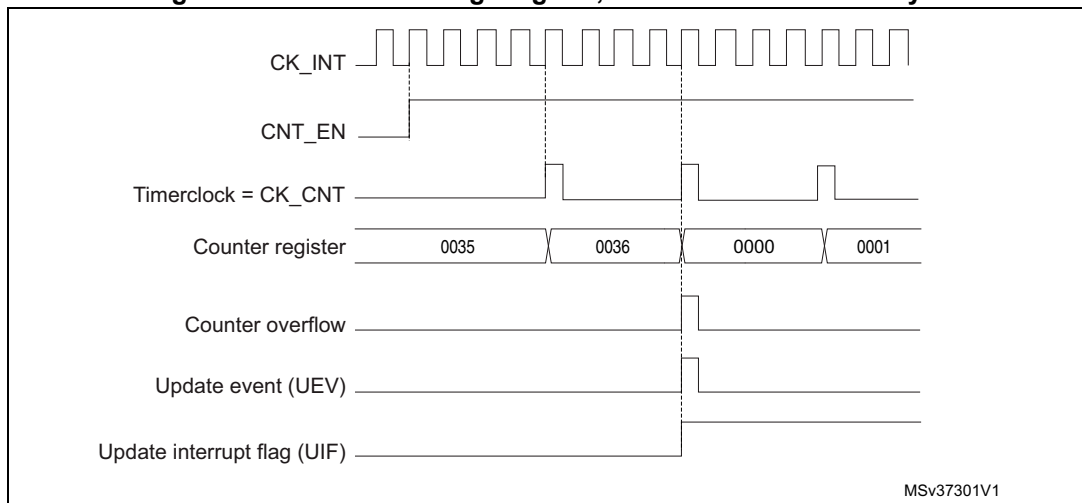 CK_INT
CNT_EN
Timerclock = CK_CNT
Counter register 0035 0036 0000 0001
Counter overflow
Update event (UEV)
Update interrupt flag (UIF)
MSv37301V1